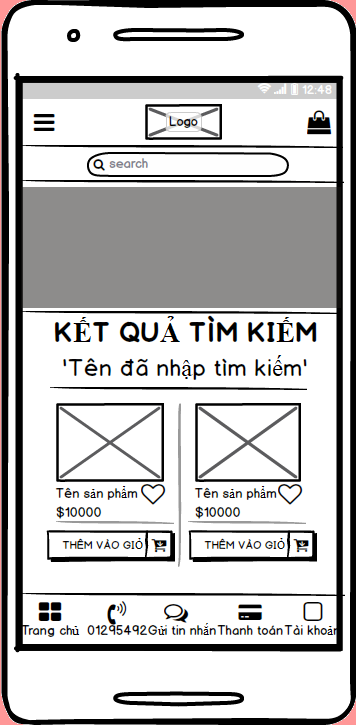 12:48
Logo
search
KẾT QUẢ TÌM KIẾM
'Tên đã nhập tìm kiếm'
Tên sản phẩm Tên sản phẩm
$10000 $10000
THÊM VÀO GIỎ THÊM VÀO GIỎ
Trang chủ 01295492 Gửi tin nhắn Thanh toán Tài khoản